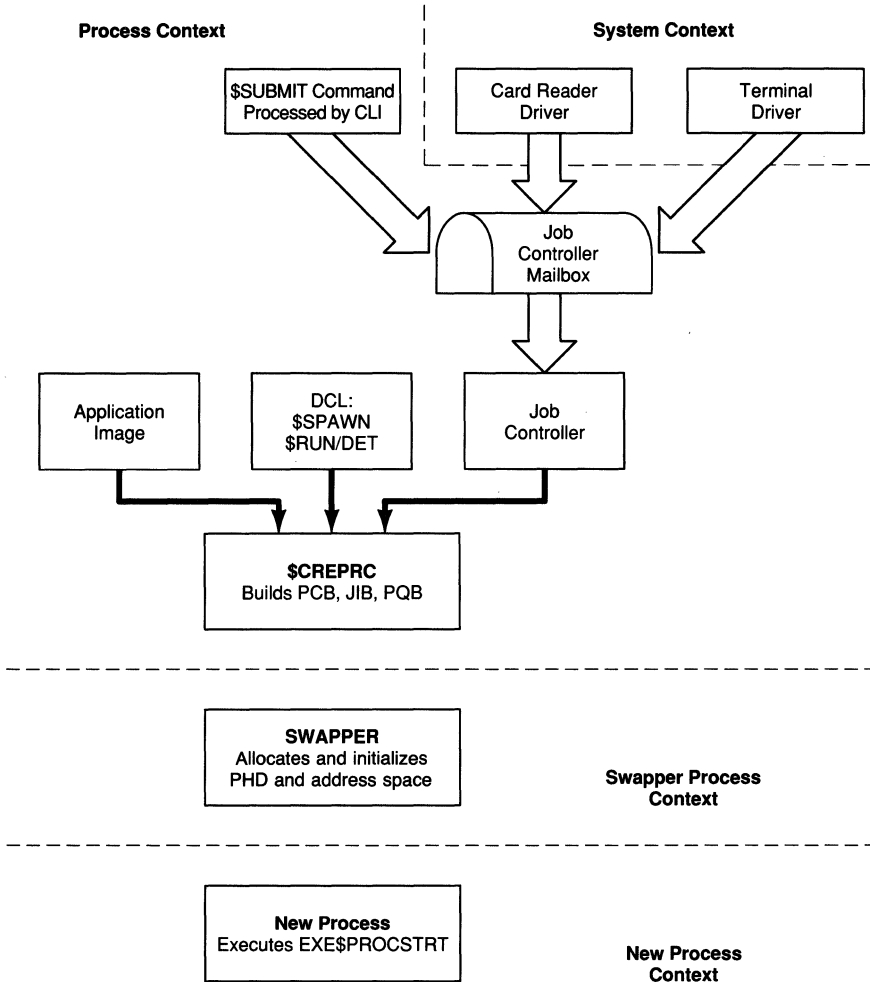 Process Context
System Context
$SUBMIT Command
Processed by CLI
Card Reader
Driver
Terminal
Driver
Job
Controller
Mailbox
Application
Image
DCL:
$SPAWN
$RUN/DET
Job
Controller
$CREPRC
Builds PCB, JIB, PQB
SWAPPER
Allocates and initializes
PHD and address space
Swapper Process
Context
New Process
Executes EXE$PROCSTRT
New Process
Context